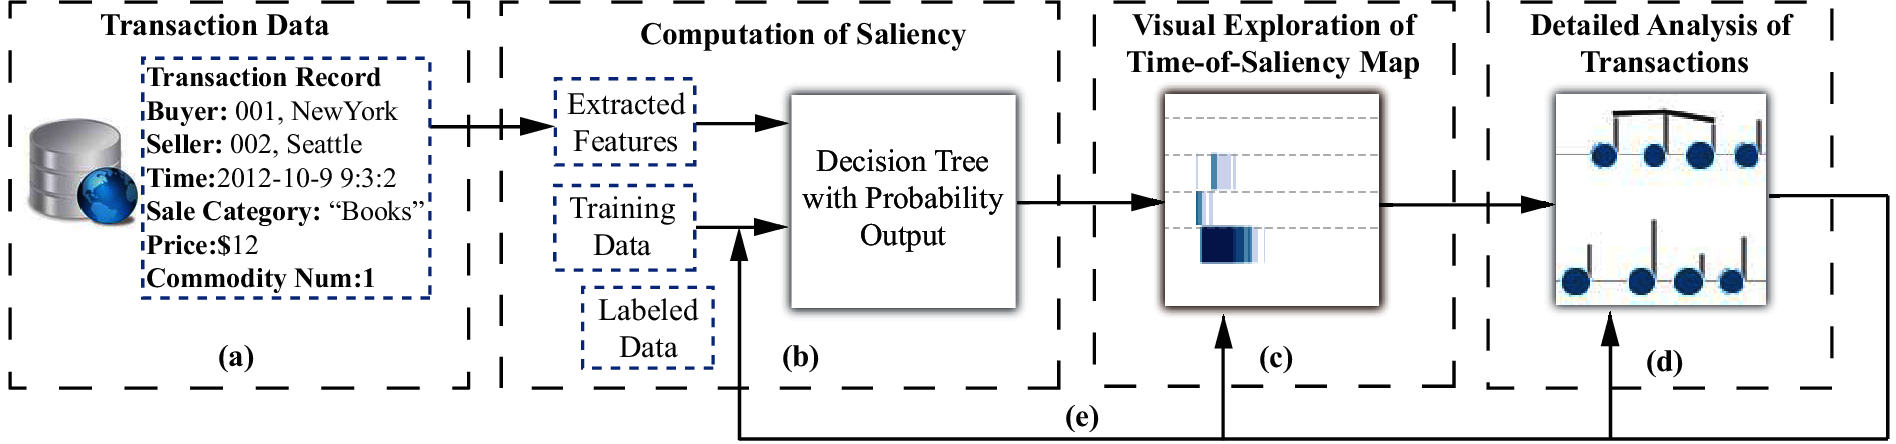 Transaction Data
Transaction Record
Buyer: 001, NewYork
Seller: 002, Seattle
Time:2012-10-9 9:3:2
Sale Category: “Books”
Price:$12
Commodity Num:1
(a)
Computation of Saliency
Extracted
Features
Training
Data
Labeled
Data
Decision Tree
with Probability
Output
(b)
Visual Exploration of
Time-of-Saliency Map
(c)
Detailed Analysis of
Transactions
(d)
(e)